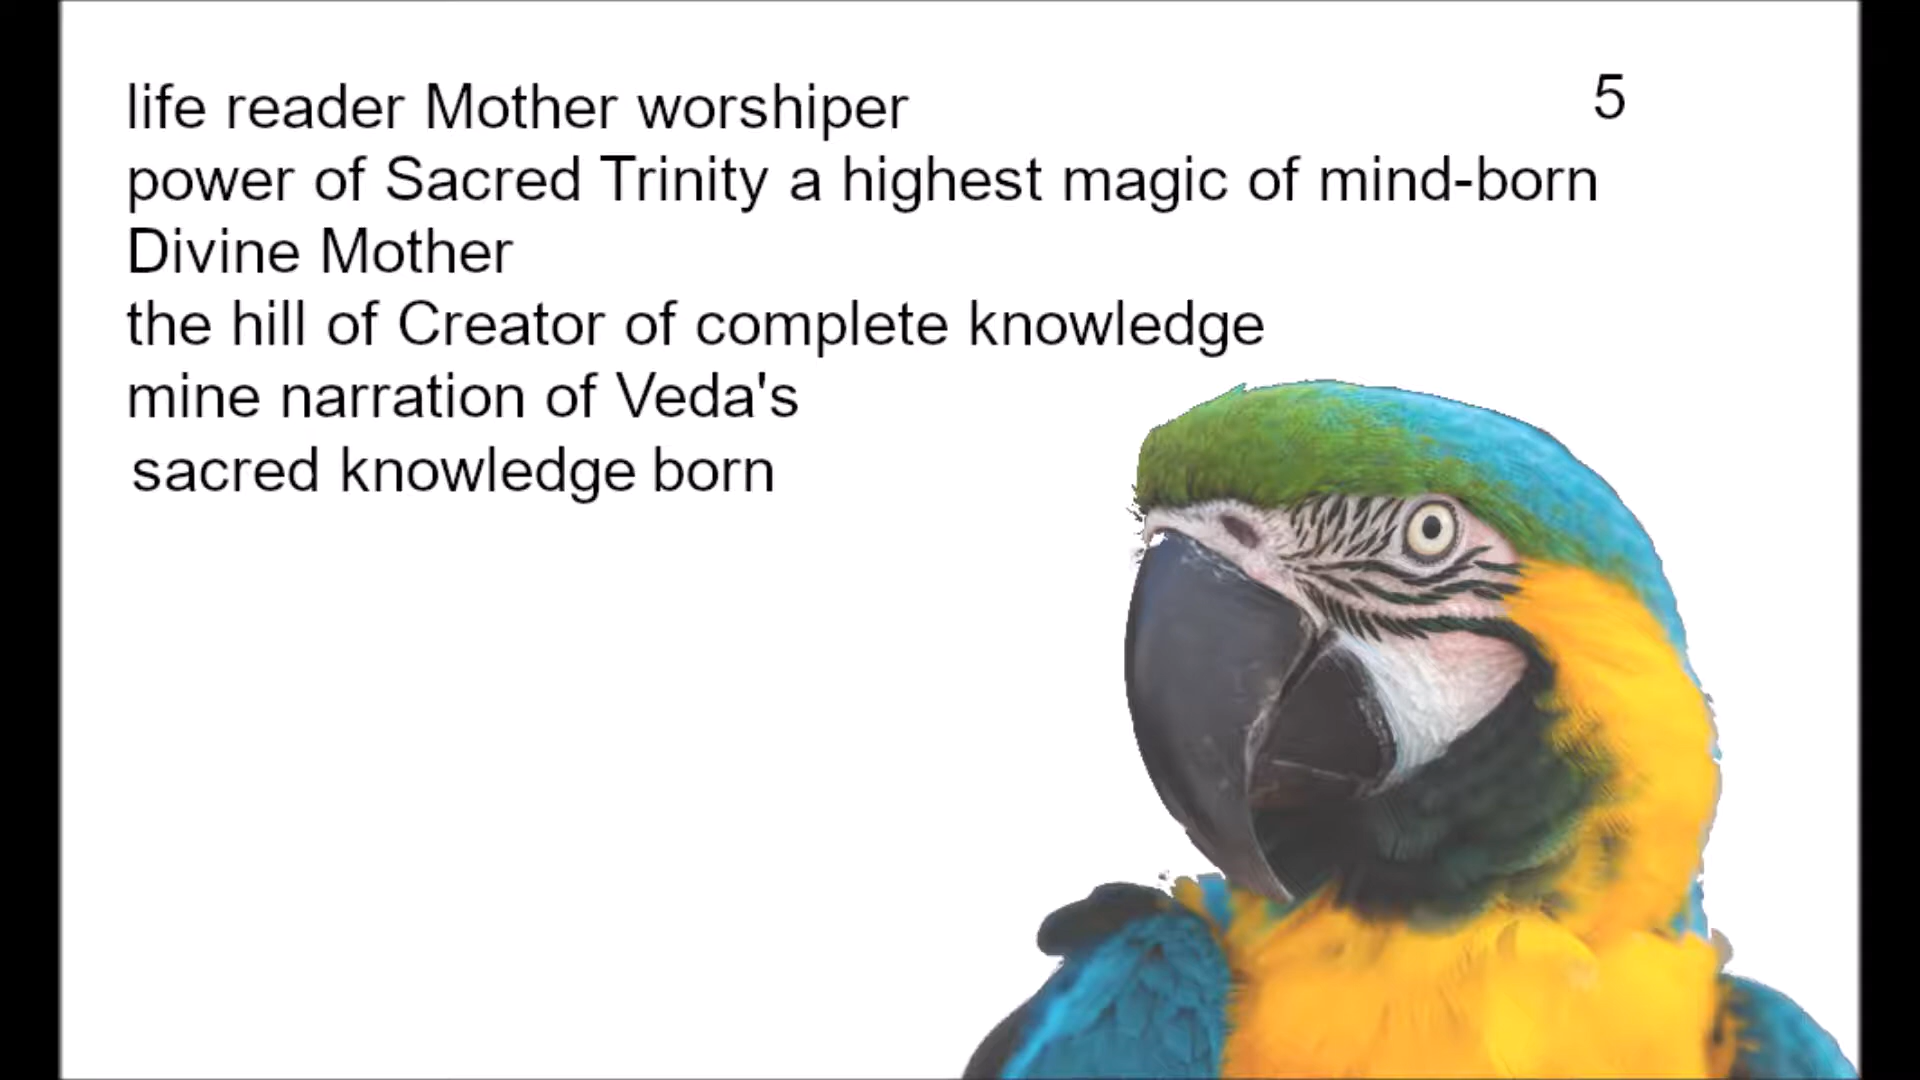 life reader Mother worshiper
5
power of Sacred Trinity a highest magic of mind-born
Divine Mother
the hill of Creator of complete knowledge
mine narration of Veda's
sacred knowledge born